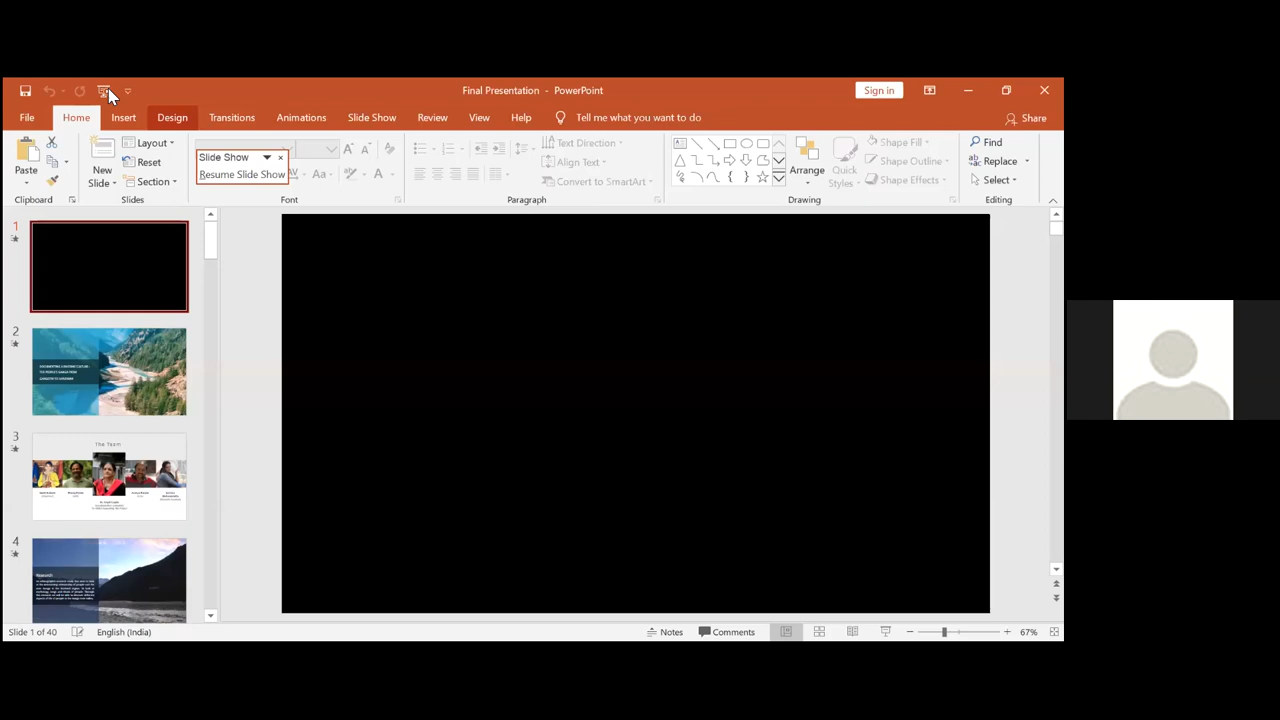 Final Presentation - PowerPoint
Sign in
File
Home
Insert
Design
Transitions
Animations
Slide Show
Review
View
Help
Tell me what you want to do
Share
Paste
New
Slide
Layout
Reset
Section
Slide Show
Resume Slide Show
Text Direction
Align Text
Convert to SmartArt
Arrange
Quick
Styles
Shape Fill
Shape Outline
Shape Effects
Find
Replace
Select
Clipboard
Slides
Font
Paragraph
Drawing
Editing
1
2
3
The Team
4
Research
Slide 1 of 40
English (India)
Notes
Comments
67%